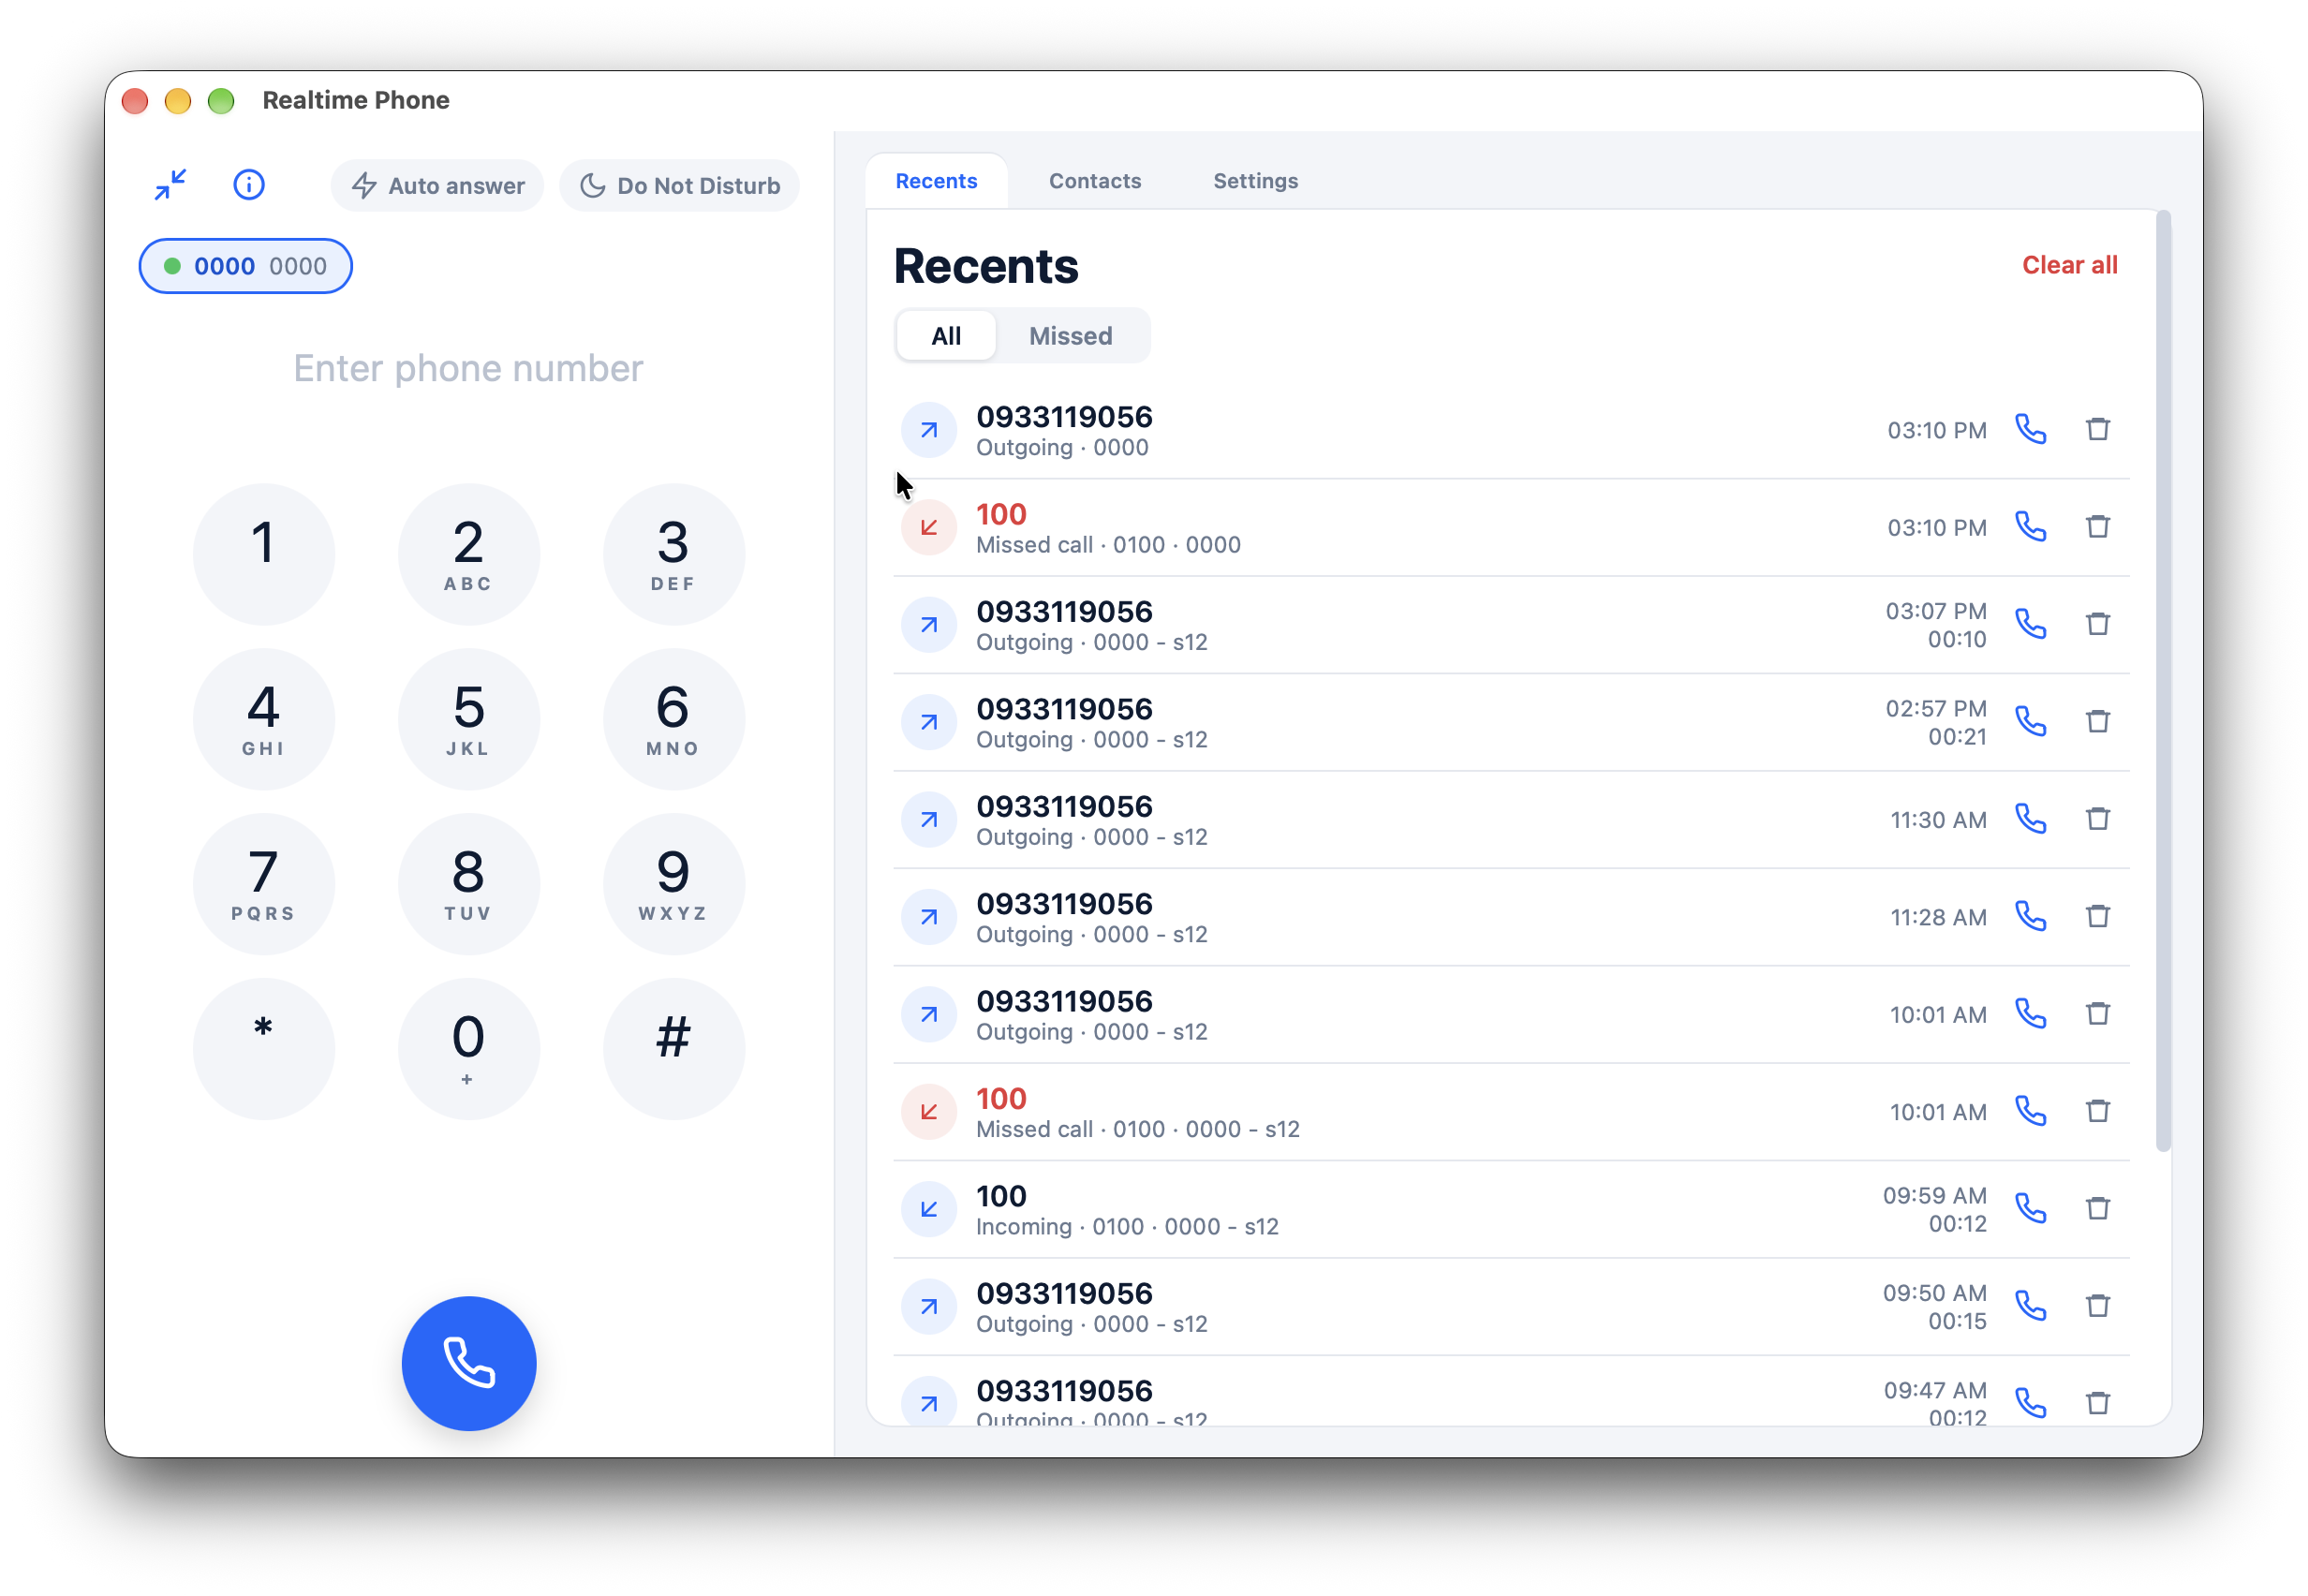 Realtime Phone
Auto answer
Do Not Disturb
0000 0000
Enter phone number
1
2
ABC
3
DEF
4
GHI
5
JKL
6
MNO
7
PQRS
8
TUV
9
WXYZ
*
0
+
#
Recents
Contacts
Settings
Recents
Clear all
All
Missed
0933119056
Outgoing · 0000
03:10 PM
100
Missed call · 0100 · 0000
03:10 PM
0933119056
Outgoing · 0000 - s12
03:07 PM
00:10
0933119056
Outgoing · 0000 - s12
02:57 PM
00:21
0933119056
Outgoing · 0000 - s12
11:30 AM
0933119056
Outgoing · 0000 - s12
11:28 AM
0933119056
Outgoing · 0000 - s12
10:01 AM
100
Missed call · 0100 · 0000 - s12
10:01 AM
100
Incoming · 0100 · 0000 - s12
09:59 AM
00:12
0933119056
Outgoing · 0000 - s12
09:50 AM
00:15
0933119056
Outgoing · 0000 - s12
09:47 AM
00:12